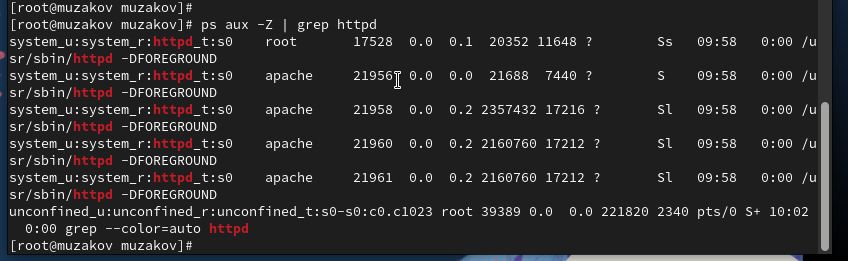 [root@muzakov muzakov]#
[root@muzakov muzakov]# ps aux -Z | grep httpd
system_u:system_r:httpd_t:s0    root       17528  0.0  0.1  20352 11648 ?        Ss   09:58   0:00 /u
sr/sbin/httpd -DFOREGROUND
system_u:system_r:httpd_t:s0    apache     21956  0.0  0.0  21688  7440 ?        S    09:58   0:00 /u
sr/sbin/httpd -DFOREGROUND
system_u:system_r:httpd_t:s0    apache     21958  0.0  0.2 2357432 17216 ?       Sl   09:58   0:00 /u
sr/sbin/httpd -DFOREGROUND
system_u:system_r:httpd_t:s0    apache     21960  0.0  0.2 2160760 17212 ?       Sl   09:58   0:00 /u
sr/sbin/httpd -DFOREGROUND
system_u:system_r:httpd_t:s0    apache     21961  0.0  0.2 2160760 17212 ?       Sl   09:58   0:00 /u
sr/sbin/httpd -DFOREGROUND
unconfined_u:unconfined_r:unconfined_t:s0-s0:c0.c1023 root 39389 0.0  0.0 221820 2340 pts/0 S+ 10:02
  0:00 grep --color=auto httpd
[root@muzakov muzakov]#